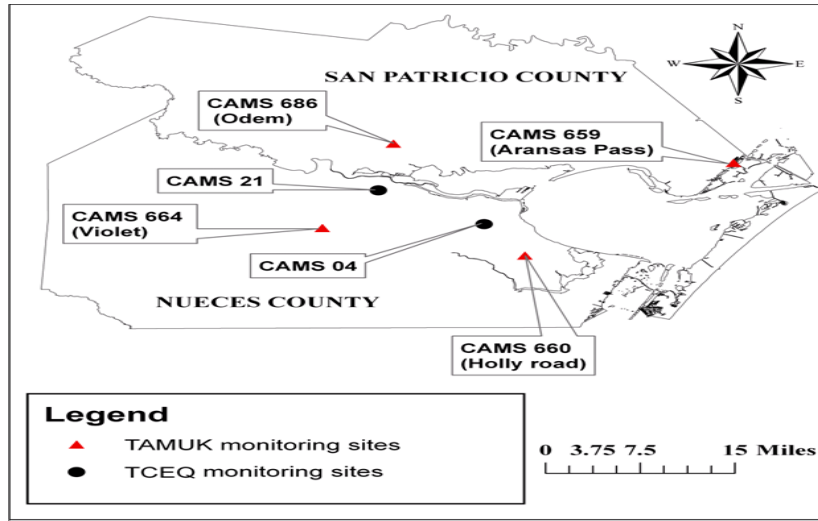 N
W E
S
SAN PATRICIO COUNTY
CAMS 686
(Odem)
CAMS 659
(Aransas Pass)
CAMS 21
CAMS 664
(Violet)
CAMS 04
NUECES COUNTY
CAMS 660
(Holly road)
Legend
TAMUK monitoring sites
TCEQ monitoring sites
0 3.75 7.5 15 Miles